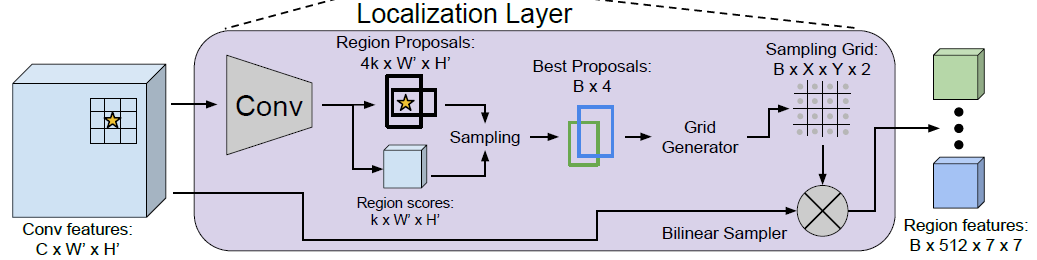 Localization Layer
Region Proposals:
4k x W' x H'
Conv
Sampling
Region scores:
k x W' x H'
Best Proposals:
B x 4
Grid
Generator
Sampling Grid:
B x X x Y x 2
Bilinear Sampler
Conv features:
C x W' x H'
Region features:
B x 512 x 7 x 7